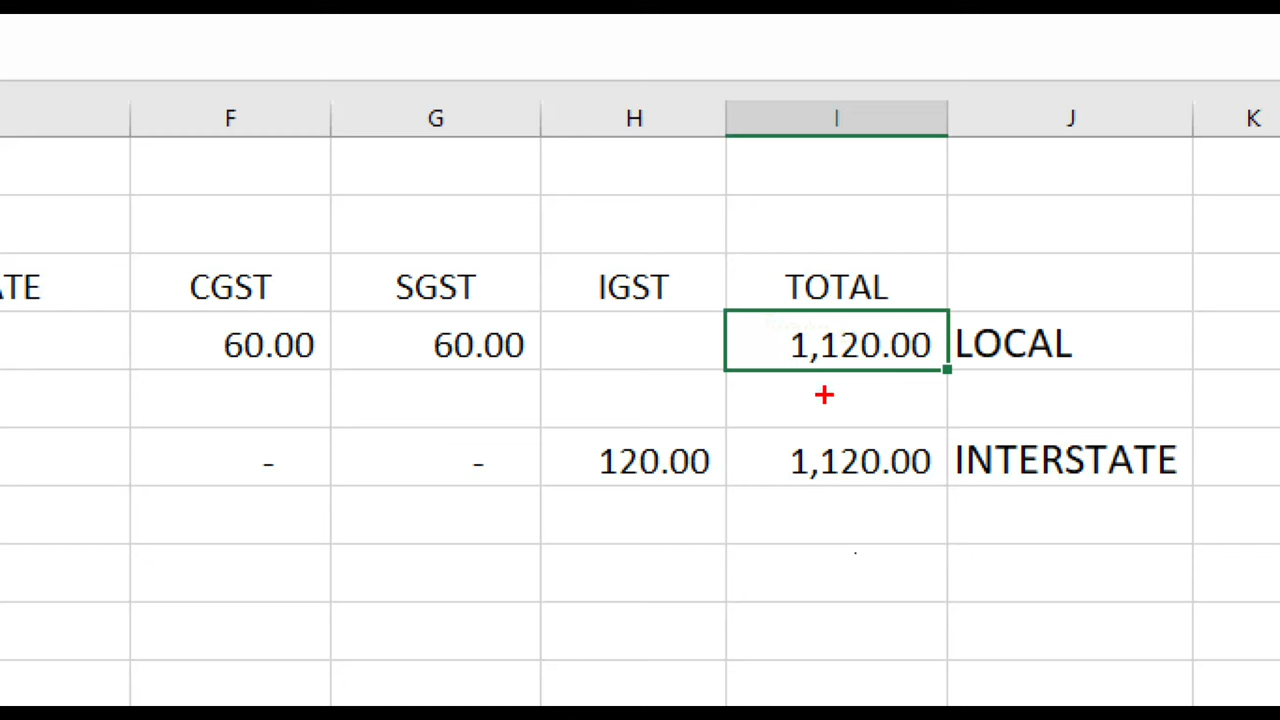 F G H I J K
ATE CGST SGST IGST TOTAL
60.00 60.00 1,120.00 LOCAL
- - 120.00 1,120.00 INTERSTATE